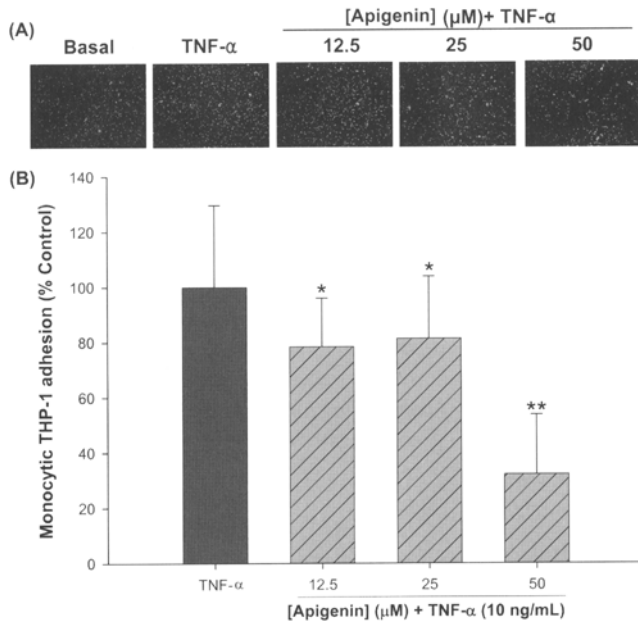 (A)
[Apigenin] (µM)+ TNF-α
Basal TNF-α 12.5 25 50
(B)
Monocytic THP-1 adhesion (% Control)
140
120
100
80
60
40
20
0
*
*
**
TNF-α 12.5 25 50
[Apigenin] (µM) + TNF-α (10 ng/mL)